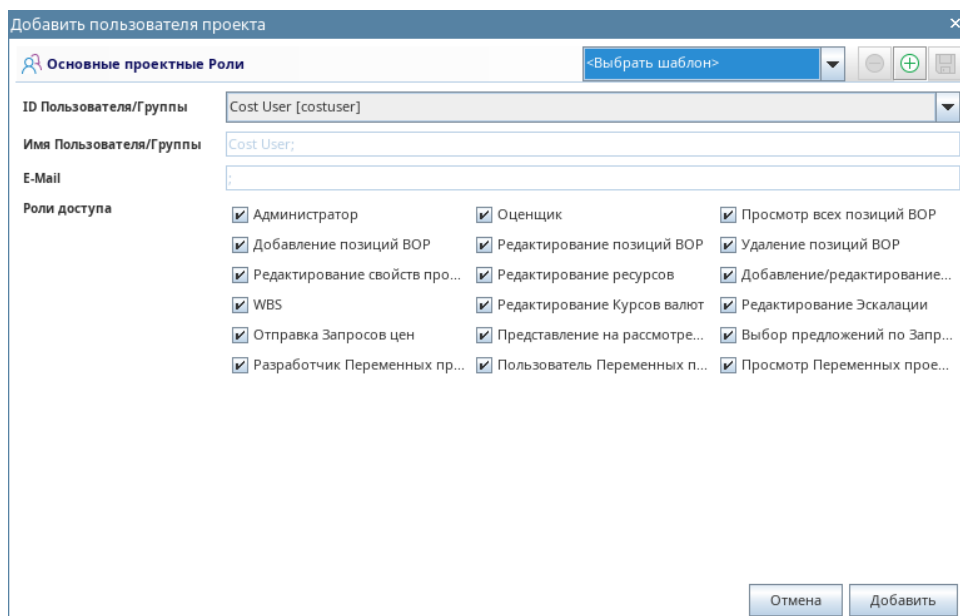 Добавить пользователя проекта
Основные проектные Роли
<Выбрать шаблон>
ID Пользователя/Группы
Cost User [costuser]
Имя Пользователя/Группы
Cost User;
E-Mail
;
Роли доступа
Администратор
Оценщик
Просмотр всех позиций ВОР
Добавление позиций ВОР
Редактирование позиций ВОР
Удаление позиций ВОР
Редактирование свойств про...
Редактирование ресурсов
Добавление/редактирование...
WBS
Редактирование Курсов валют
Редактирование Эскалации
Отправка Запросов цен
Представление на рассмотре...
Выбор предложений по Запр...
Разработчик Переменных пр...
Пользователь Переменных п...
Просмотр Переменных прое...
Отмена
Добавить